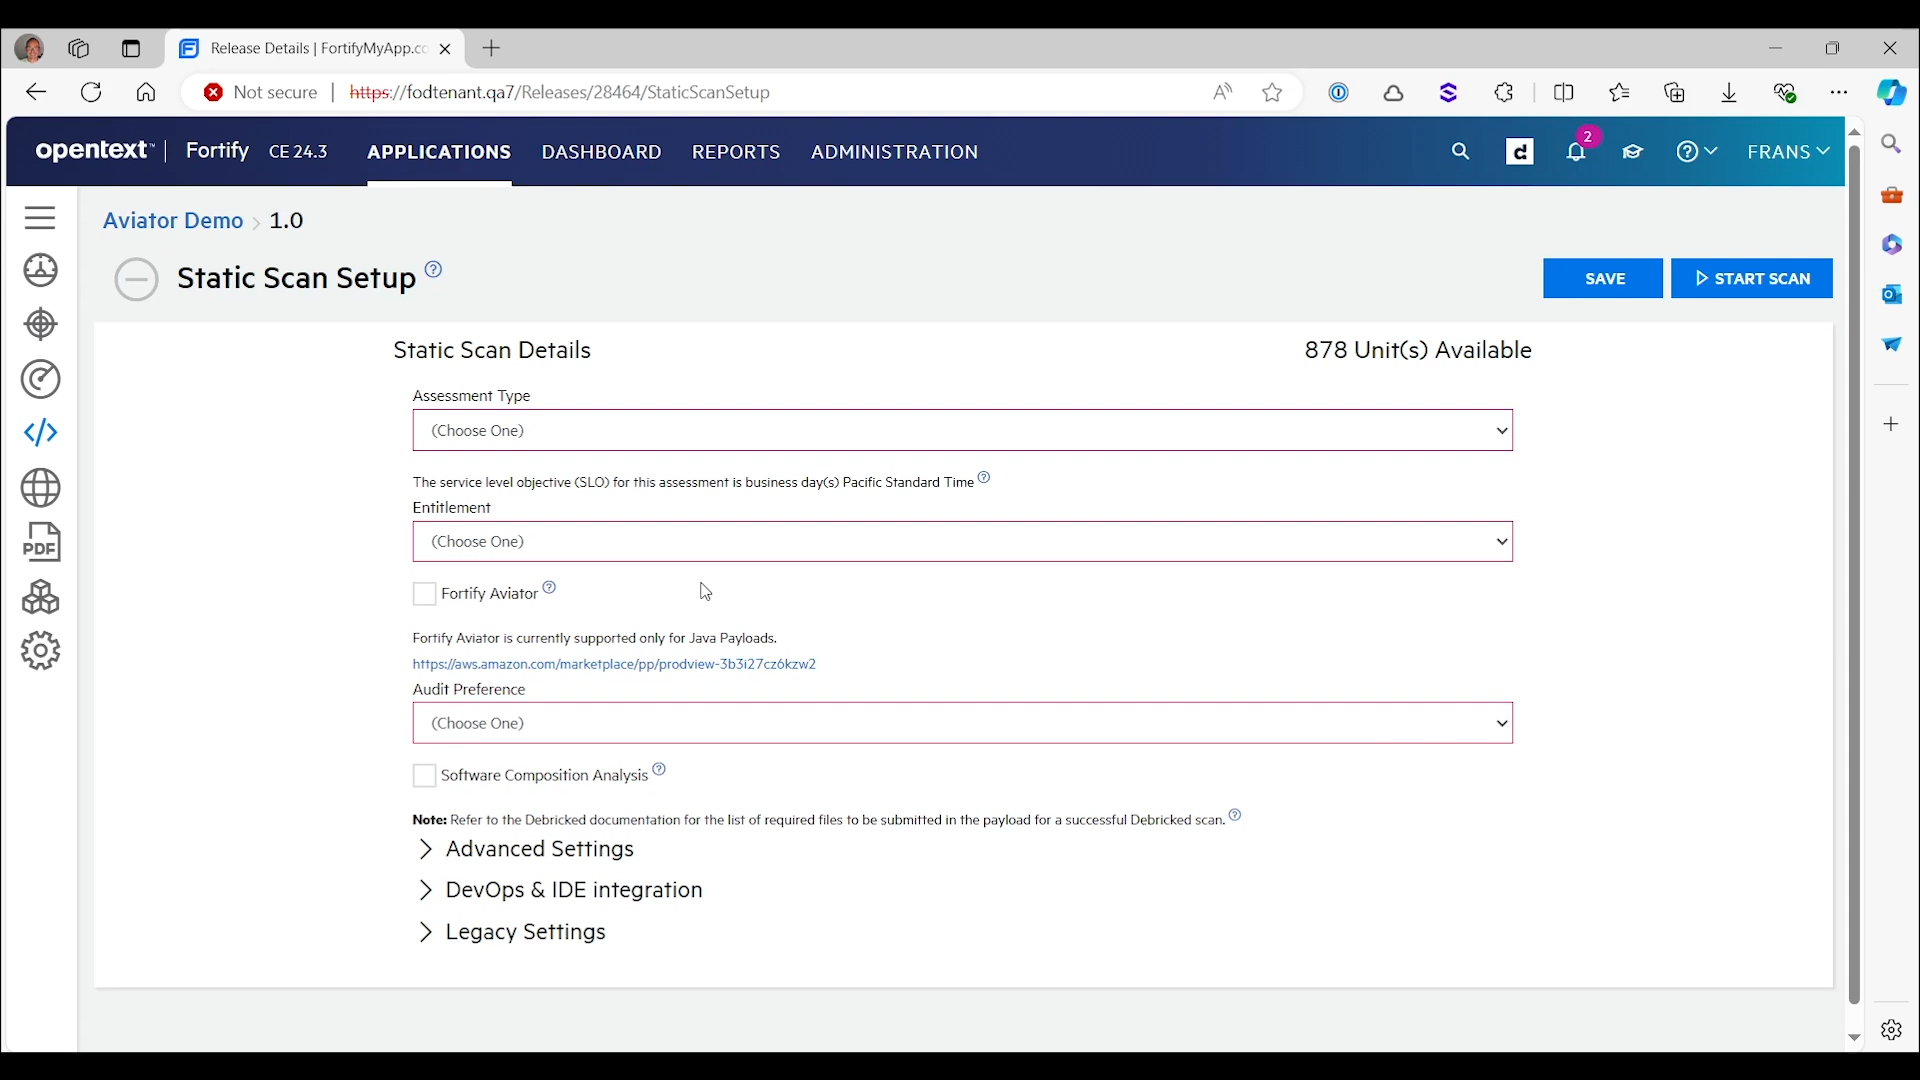 Release Details | FortifyMyApp.co
Not secure | https://fodtenant.qa7/Releases/28464/StaticScanSetup
opentext™ | Fortify CE 24.3 APPLICATIONS DASHBOARD REPORTS ADMINISTRATION d 2 FRANS
Aviator Demo > 1.0
Static Scan Setup
SAVE START SCAN
Static Scan Details 878 Unit(s) Available
Assessment Type
(Choose One)
The service level objective (SLO) for this assessment is business day(s) Pacific Standard Time
Entitlement
(Choose One)
Fortify Aviator
Fortify Aviator is currently supported only for Java Payloads.
https://aws.amazon.com/marketplace/pp/prodview-3b3i27cz6kzw2
Audit Preference
(Choose One)
PDF
Software Composition Analysis
Note: Refer to the Debricked documentation for the list of required files to be submitted in the payload for a successful Debricked scan.
Advanced Settings
DevOps & IDE integration
Legacy Settings